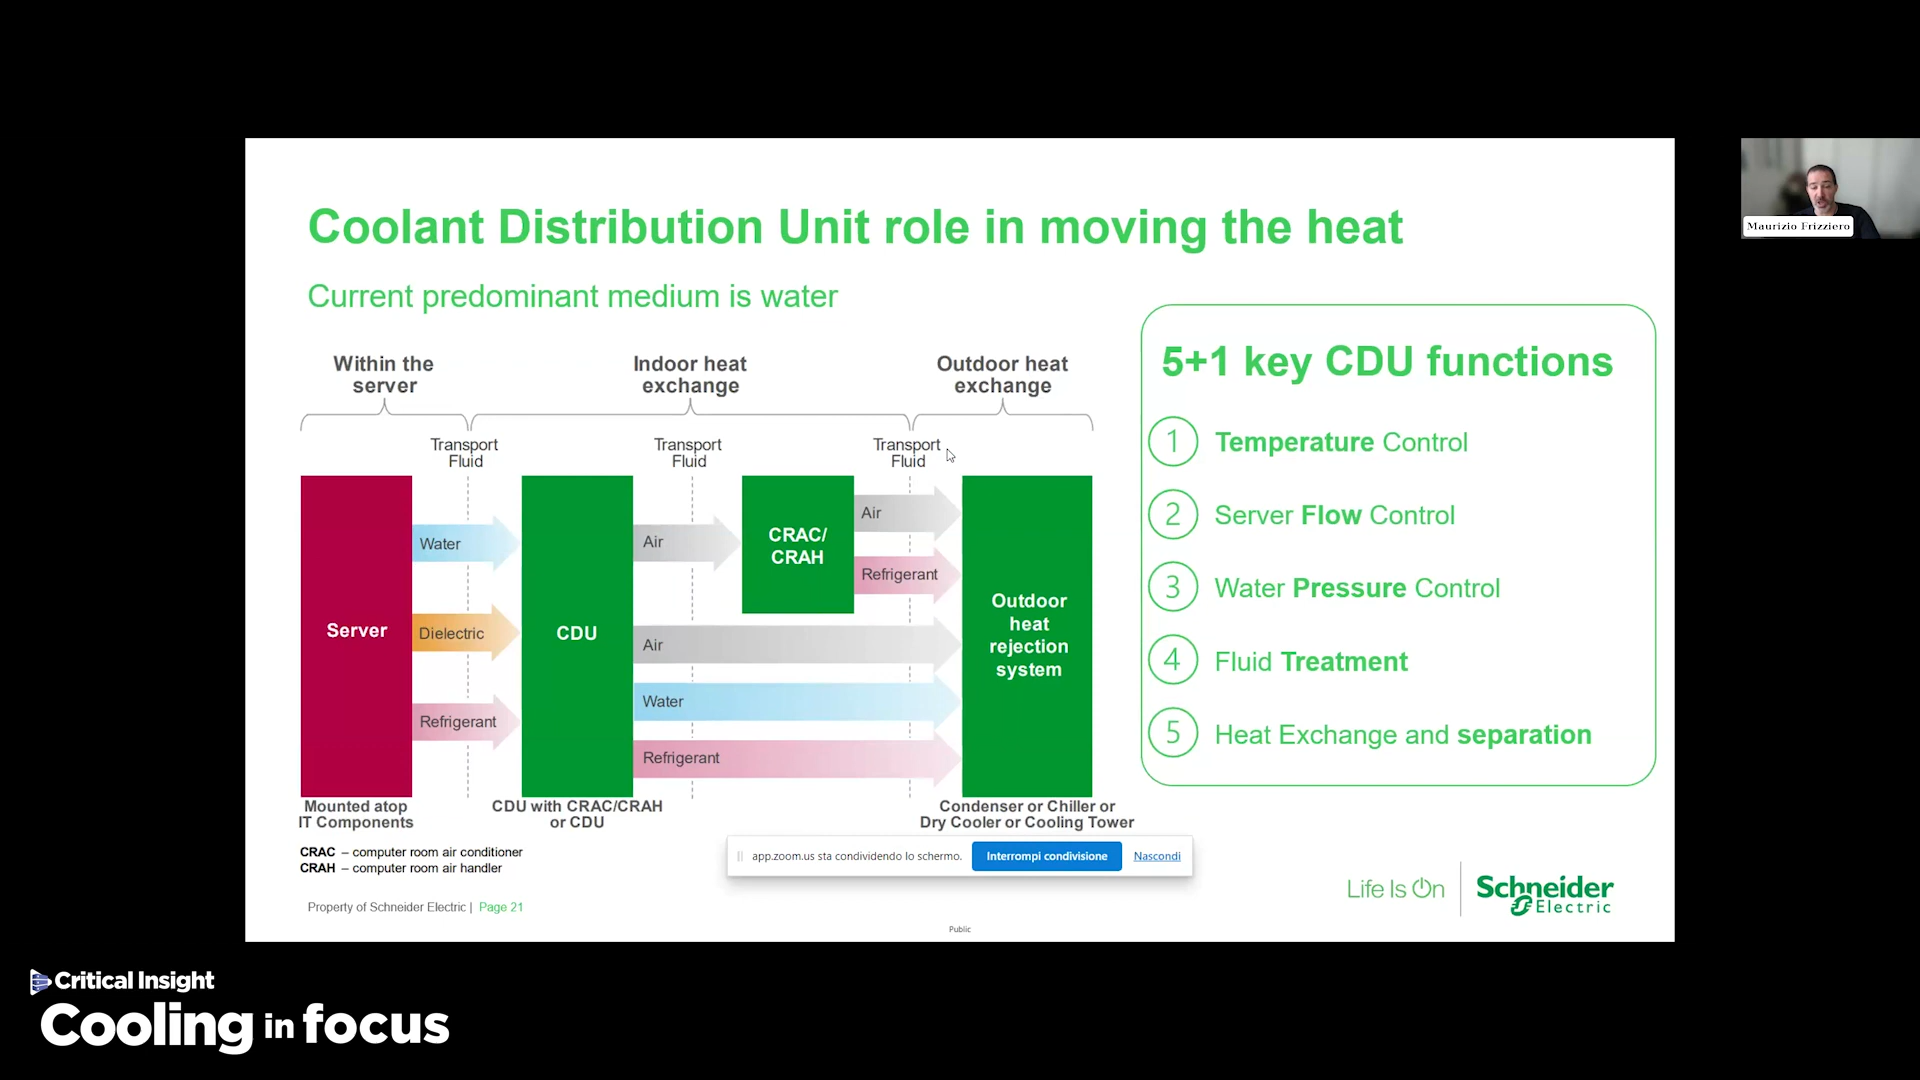 Coolant Distribution Unit role in moving the heat
Current predominant medium is water
Within the
server
Indoor heat
exchange
Outdoor heat
exchange
Transport
Fluid
Transport
Fluid
Transport
Fluid
Server
Water
Dielectric
Refrigerant
CDU
Air
CRAC/
CRAH
Air
Refrigerant
Air
Water
Refrigerant
Outdoor
heat
rejection
system
Mounted atop
IT Components
CDU with CRAC/CRAH
or CDU
Condenser or Chiller or
Dry Cooler or Cooling Tower
CRAC – computer room air conditioner
CRAH – computer room air handler
5+1 key CDU functions
1 Temperature Control
2 Server Flow Control
3 Water Pressure Control
4 Fluid Treatment
5 Heat Exchange and separation
app.zoom.us sta condividendo lo schermo. Interrompi condivisione Nascondi
Property of Schneider Electric | Page 21
Public
Life Is On
Schneider
Electric
Maurizio Frizziero
Critical Insight
Cooling in focus